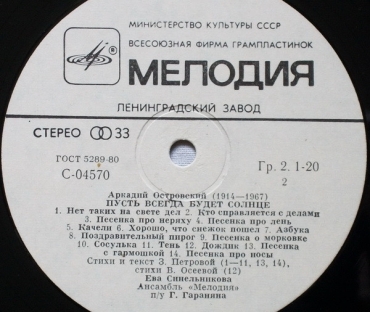 МИНИСТЕРСТВО КУЛЬТУРЫ СССР
ВСЕСОЮЗНАЯ ФИРМА ГРАМПЛАСТИНОК
МЕЛОДИЯ
ЛЕНИНГРАДСКИЙ ЗАВОД
СТЕРЕО 33
ГОСТ 5289-80
С-04570
Гр. 2. 1-20
2
Аркадий Островский (1914—1967)
ПУСТЬ ВСЕГДА БУДЕТ СОЛНЦЕ
1. Нет таких на свете дел 2. Кто справляется с делами
3. Песенка про неряху 4. Песенка про лень
5. Качели 6. Хорошо, что снежок пошел 7. Азбука
8. Поздравительный пирог 9. Песенка о морковке
10. Сосулька 11. Тень 12. Дождик 13. Песенка
с гармошкой 14. Песенка про носы
Стихи и текст З. Петровой (1—11, 13, 14),
стихи В. Осеевой (12)
Ева Синельникова
Ансамбль «Мелодия»
п/у Г. Гараняна